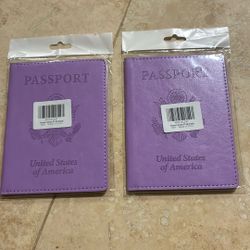 PASSPORT
United States
of America
PASSPORT
United States
of America